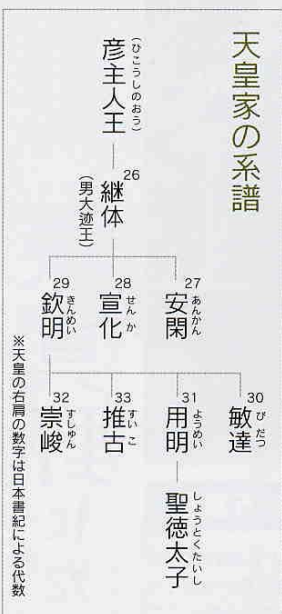 天皇家の系譜
彦主人王
（ひこうしのおう）
26
継体
（男大迹王）
27
安閑
あんかん
28
宣化
せんか
29
欽明
きんめい
30
敏達
びだつ
31
用明
ようめい
聖徳太子
しょうとくたいし
33
推古
すいこ
32
崇峻
すしゅん
※天皇の右肩の数字は日本書紀による代数